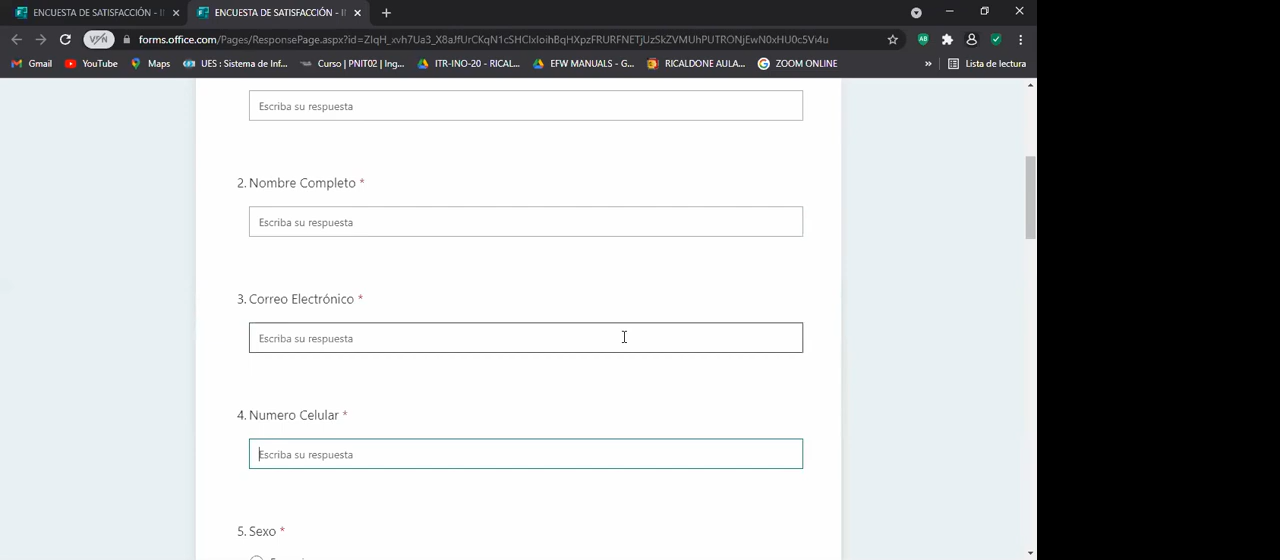 ENCUESTA DE SATISFACCIÓN - I
ENCUESTA DE SATISFACCIÓN - I
VPN
forms.office.com/Pages/ResponsePage.aspx?id=ZIqH_xvh7Ua3_X8aJfUrCKqN1cSHClxIoihBqHXpzFRURFNETjUzSkZVMUhPUTRONjEwN0xHU0c5Vi4u
Gmail
YouTube
Maps
UES : Sistema de Inf...
Curso | PNIT02 | Ing...
ITR-INO-20 - RICAL...
EFW MANUALS - G...
RICALDONE AULA...
ZOOM ONLINE
»
Lista de lectura
Escriba su respuesta
2. Nombre Completo *
Escriba su respuesta
3. Correo Electrónico *
Escriba su respuesta
4. Numero Celular *
Escriba su respuesta
5. Sexo *